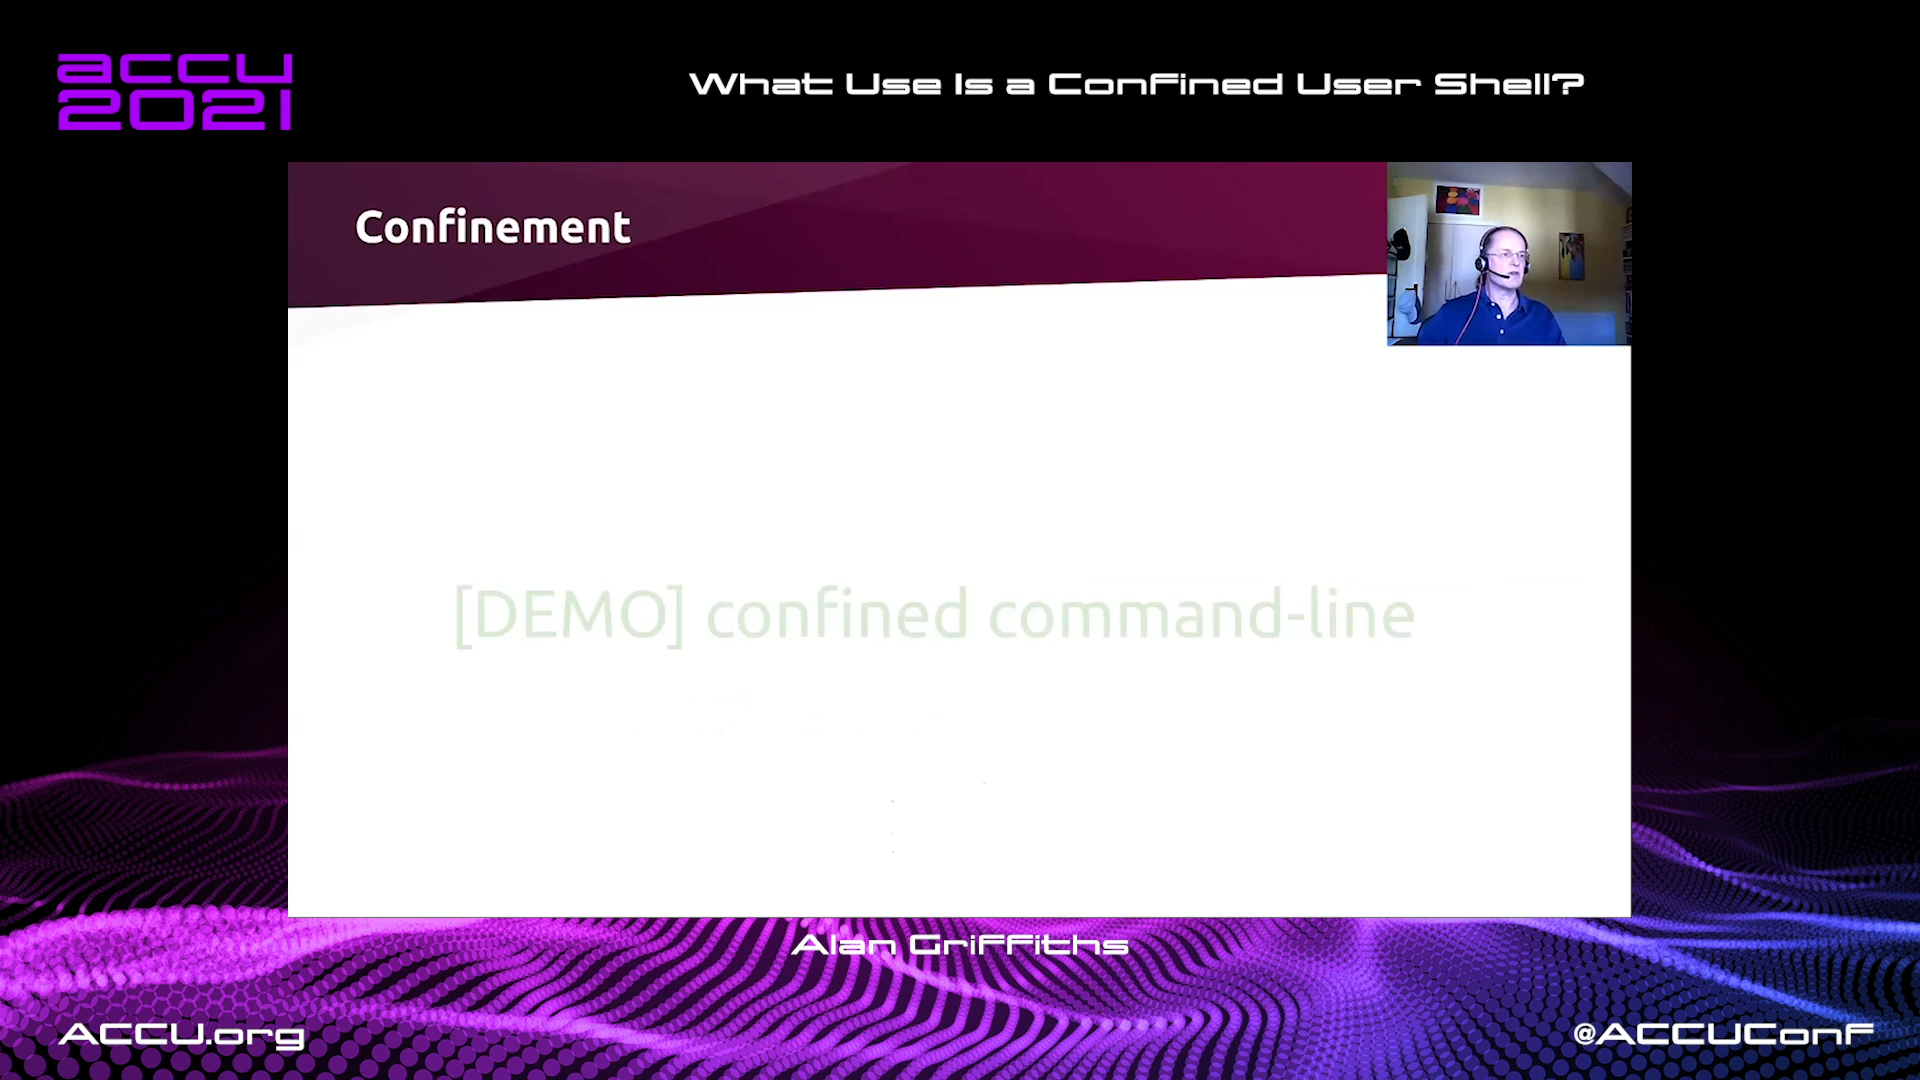 accu
2021
What Use Is a Confined User Shell?
Confinement
[DEMO] confined command-line
Alan Griffiths
ACCU.org
@ACCUConf